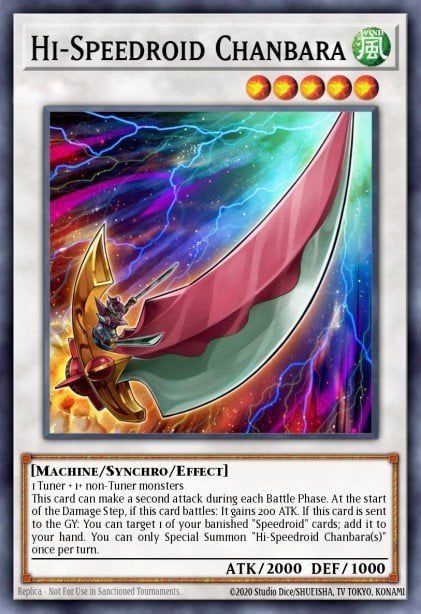 Hi-Speedroid Chanbara
WIND
風
[Machine/Synchro/Effect]
1 Tuner + 1+ non-Tuner monsters
This card can make a second attack during each Battle Phase. At the start
of the Damage Step, if this card battles: It gains 200 ATK. If this card is sent
to the GY: You can target 1 of your banished "Speedroid" cards; add it to
your hand. You can only Special Summon "Hi-Speedroid Chanbara(s)"
once per turn.
ATK/2000 DEF/1000
Replica - Not For Use in Sanctioned Tournaments.
©2020 Studio Dice/SHUEISHA, TV TOKYO, KONAMI